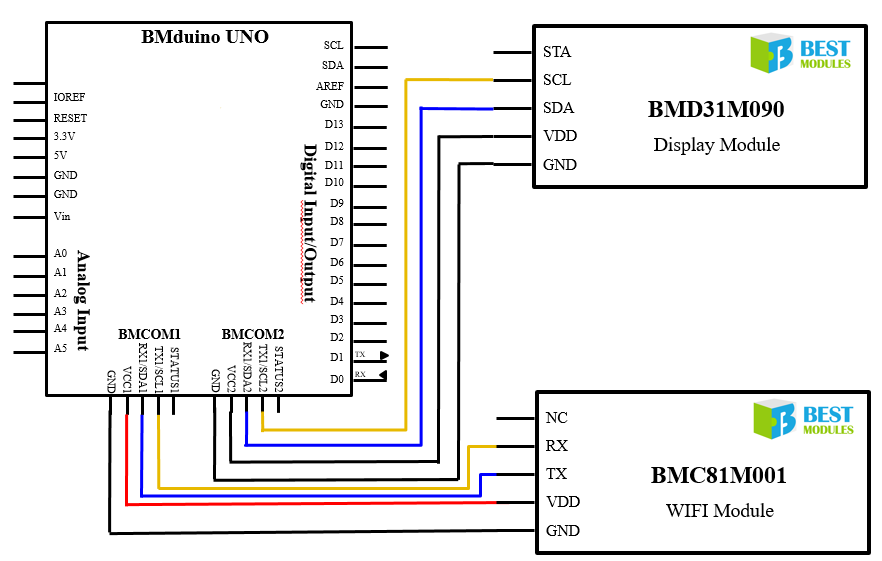 BMduino UNO
IOREF
RESET
3.3V
5V
GND
GND
Vin
A0
A1
A2
A3
A4
A5
Analog Input
SCL
SDA
AREF
GND
D13
D12
D11
D10
D9
D8
D7
D6
D5
D4
D3
D2
D1
TX
D0
RX
Digital Input/Output
BMCOM1
GND
VCC1
RX1/SDA1
TX1/SCL1
STATUS1
BMCOM2
GND
VCC2
RX1/SDA2
TX1/SCL2
STATUS2
STA
SCL
SDA
VDD
GND
BEST
MODULES
BMD31M090
Display Module
NC
RX
TX
VDD
GND
BEST
MODULES
BMC81M001
WIFI Module